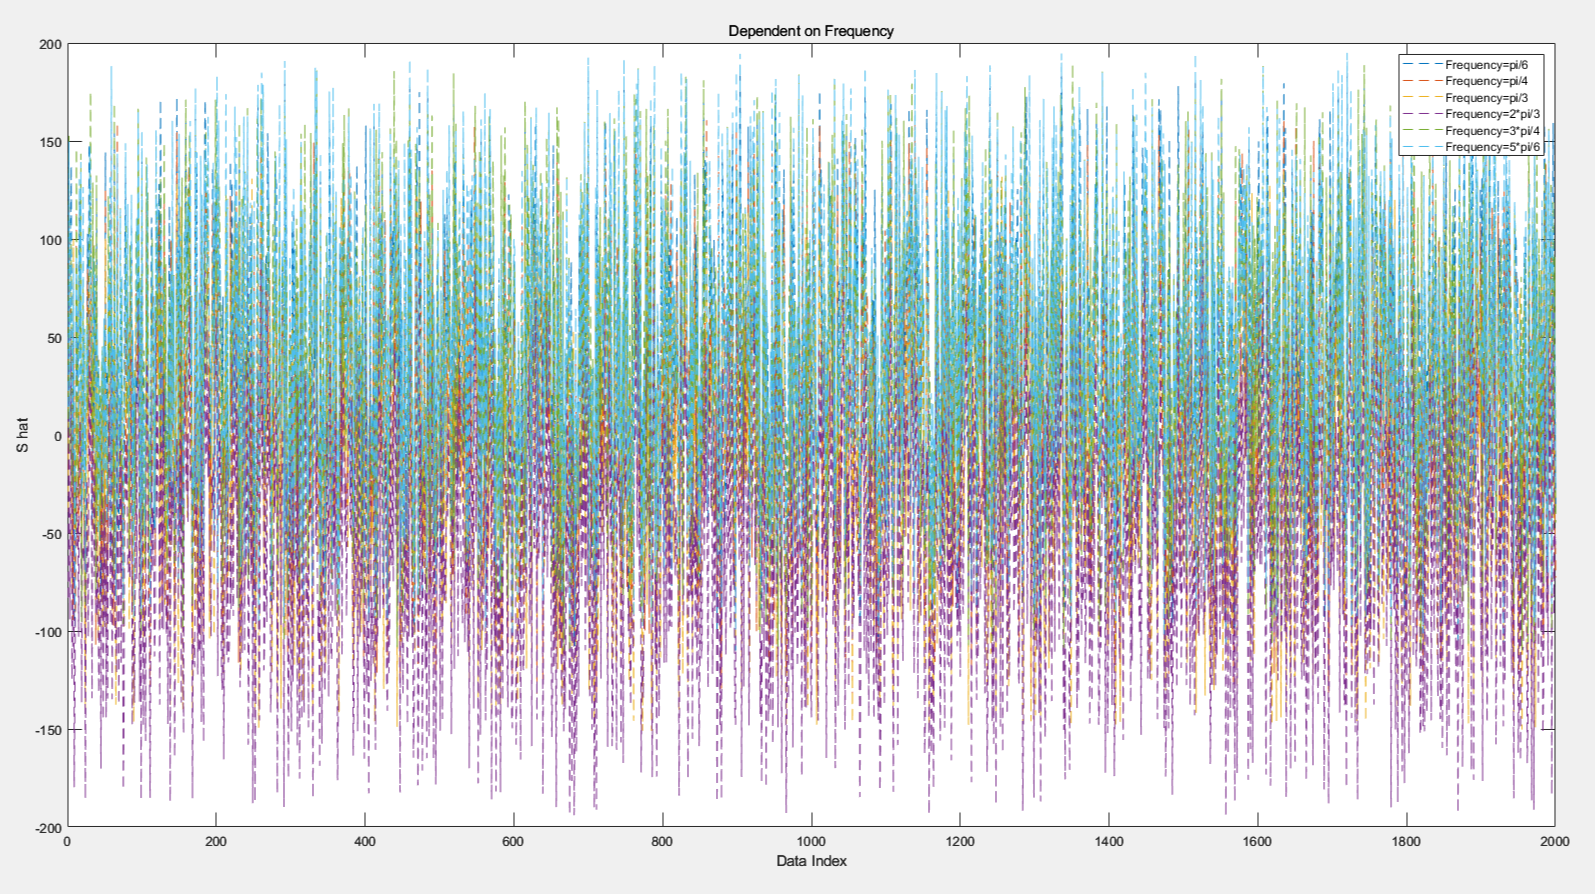 Dependent on Frequency
200
150
100
50
0
-50
-100
-150
-200
S hat
Frequency=pi/6
Frequency=pi/4
Frequency=pi/3
Frequency=2*pi/3
Frequency=3*pi/4
Frequency=5*pi/6
0 200 400 600 800 1000 1200 1400 1600 1800 2000
Data Index